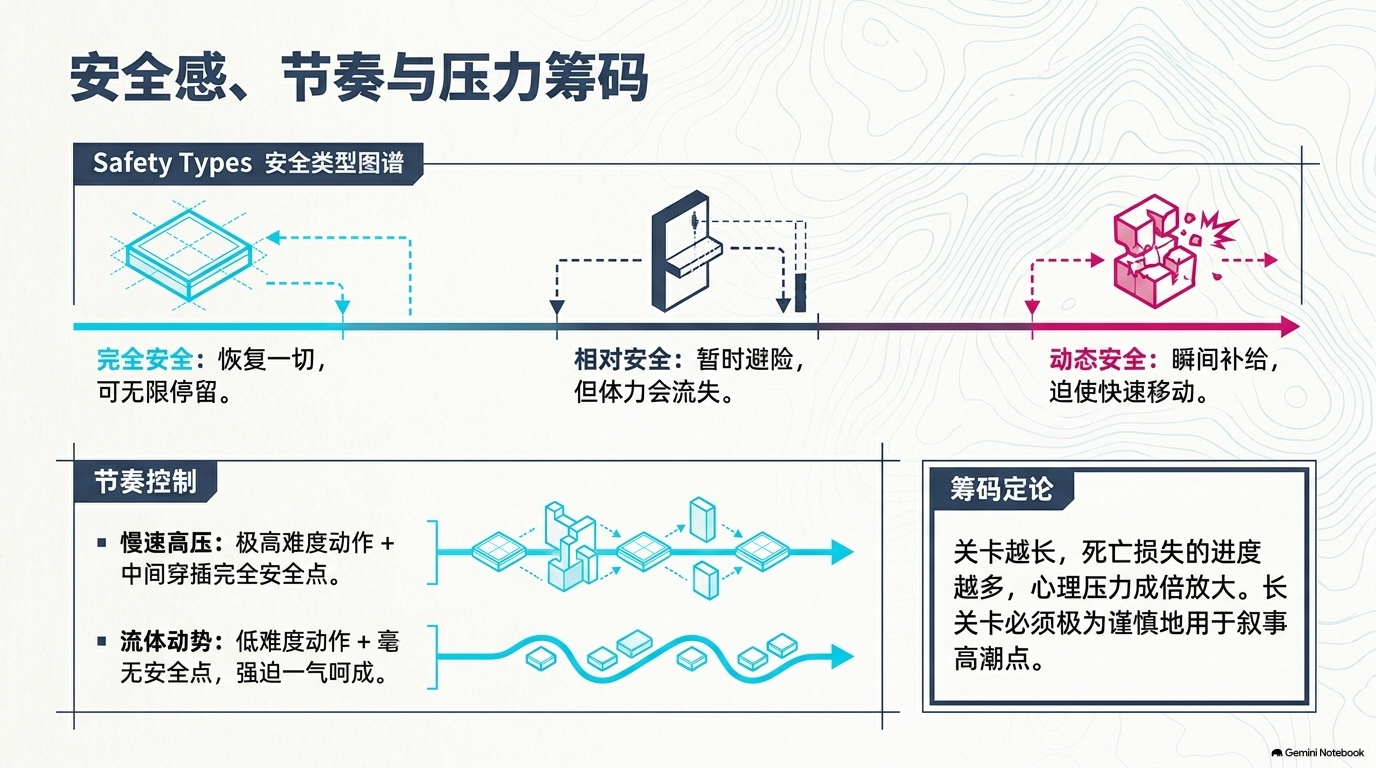 安全感、节奏与压力筹码
Safety Types 安全类型图谱
完全安全：恢复一切，
可无限停留。
相对安全：暂时避险，
但体力会流失。
动态安全：瞬间补给，
迫使快速移动。
节奏控制
▪ 慢速高压：极高难度动作 +
中间穿插完全安全点。
▪ 流体动势：低难度动作 + 毫
无安全点，强迫一气呵成。
筹码定论
关卡越长，死亡损失的进度
越多，心理压力成倍放大。长
关卡必须极为谨慎地用于叙事
高潮点。
Gemini Notebook